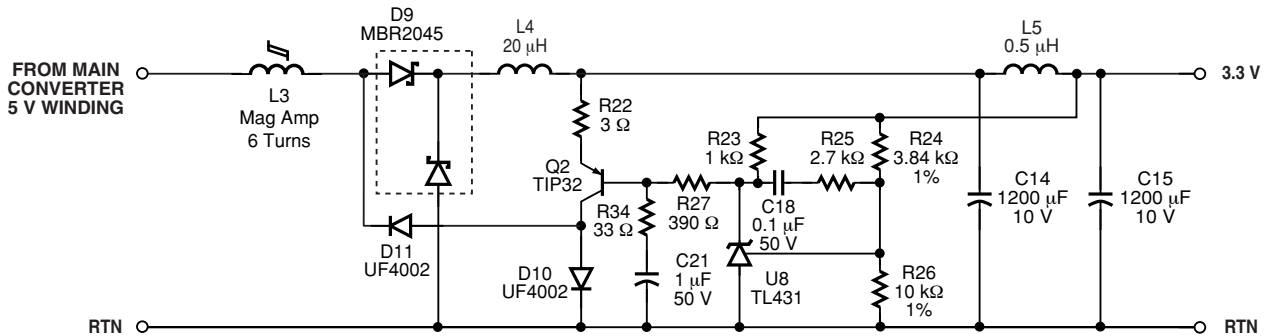 FROM MAIN
CONVERTER
5 V WINDING
L3
Mag Amp
6 Turns
D9
MBR2045
L4
20 μH
R22
3 Ω
Q2
TIP32
D11
UF4002
D10
UF4002
R34
33 Ω
C21
1 μF
50 V
R27
390 Ω
R23
1 kΩ
C18
0.1 μF
50 V
R25
2.7 kΩ
R24
3.84 kΩ
1%
U8
TL431
R26
10 kΩ
1%
L5
0.5 μH
C14
1200 μF
10 V
C15
1200 μF
10 V
3.3 V
RTN
RTN